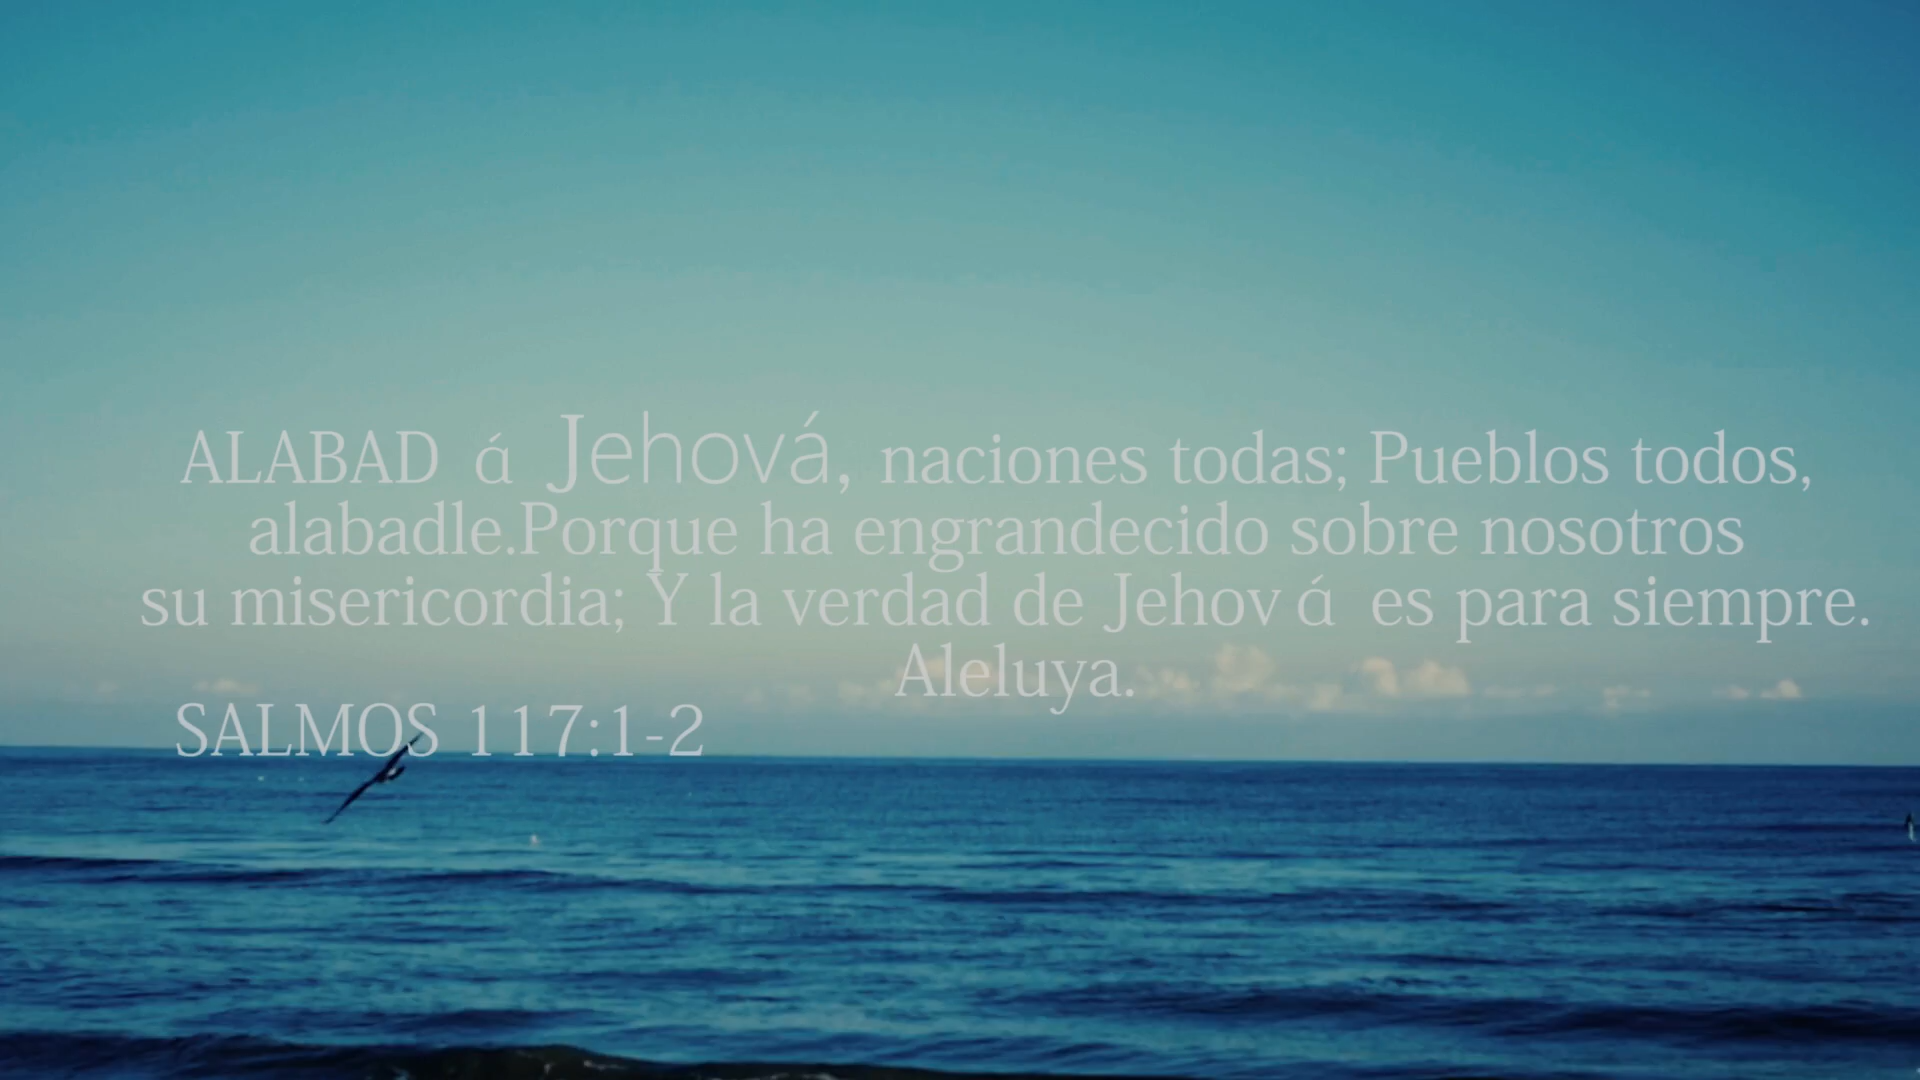 ALABAD á Jehová, naciones todas; Pueblos todos,
alabadle.Porque ha engrandecido sobre nosotros
su misericordia; Y la verdad de Jehová es para siempre.
Aleluya.
SALMOS 117:1-2